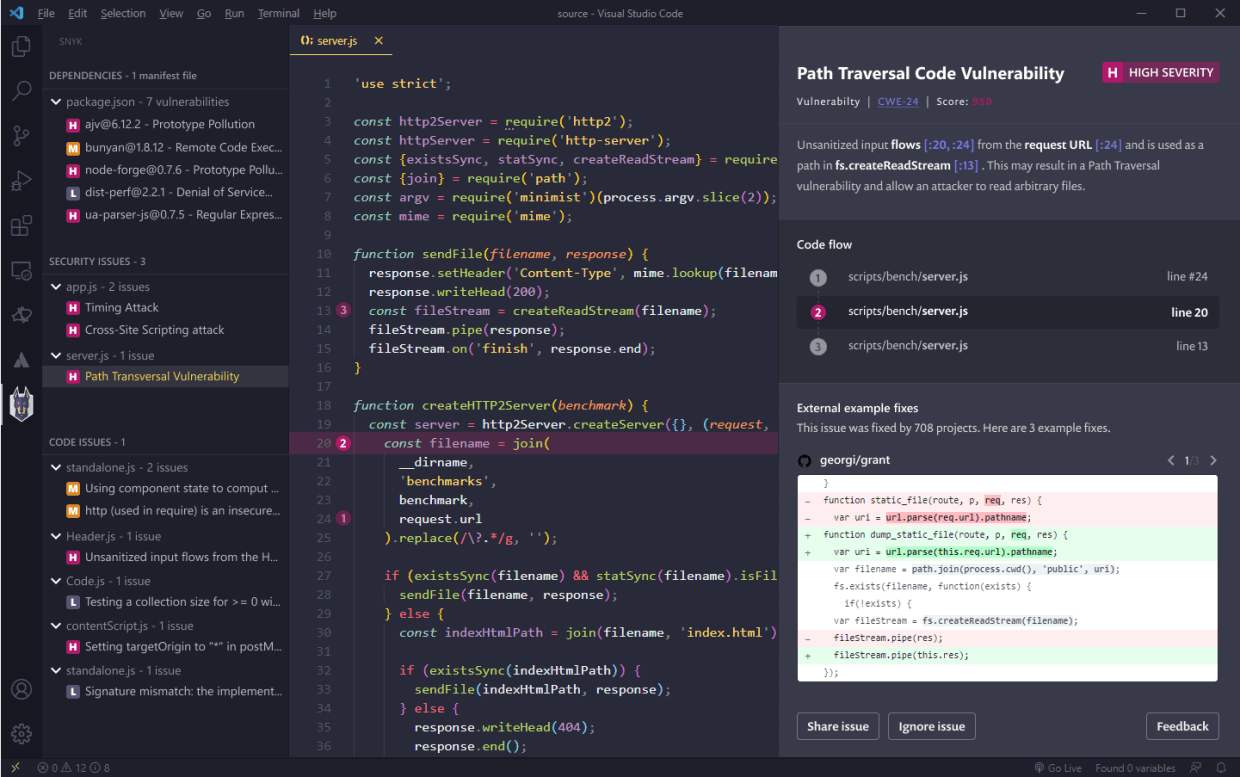 File Edit Selection View Go Run Terminal Help
source - Visual Studio Code
SNYK
DEPENDENCIES - 1 manifest file
package.json - 7 vulnerabilities
H ajv@6.12.2 - Prototype Pollution
M bunyan@1.8.12 - Remote Code Exec...
H node-forge@0.7.6 - Prototype Pollu...
L dist-perf@2.2.1 - Denial of Service...
H ua-parser-js@0.7.5 - Regular Expres...
SECURITY ISSUES - 3
app.js - 2 issues
H Timing Attack
H Cross-Site Scripting attack
server.js - 1 issue
H Path Transversal Vulnerability
CODE ISSUES - 1
standalone.js - 2 issues
M Using component state to comput ...
M http (used in require) is an insecure...
Header.js - 1 issue
H Unsanitized input flows from the H...
Code.js - 1 issue
L Testing a collection size for >= 0 wi...
contentScript.js - 1 issue
H Setting targetOrigin to "*" in postM...
standalone.js - 1 issue
L Signature mismatch: the implement...
server.js
1 'use strict';
2
3 const http2Server = require('http2');
4 const httpServer = require('http-server');
5 const {existsSync, statSync, createReadStream} = require
6 const {join} = require('path');
7 const argv = require('minimist')(process.argv.slice(2));
8 const mime = require('mime');
9
10 function sendFile(filename, response) {
11 response.setHeader('Content-Type', mime.lookup(filenam
12 response.writeHead(200);
13 3 const fileStream = createReadStream(filename);
14 fileStream.pipe(response);
15 fileStream.on('finish', response.end);
16 }
17
18 function createHTTP2Server(benchmark) {
19 const server = http2Server.createServer({}, (request,
20 2 const filename = join(
21 __dirname,
22 'benchmarks',
23 benchmark,
24 1 request.url
25 ).replace(/\?.*/g, '');
26
27 if (existsSync(filename) && statSync(filename).isFil
28 sendFile(filename, response);
29 } else {
30 const indexHtmlPath = join(filename, 'index.html')
31
32 if (existsSync(indexHtmlPath)) {
33 sendFile(indexHtmlPath, response);
34 } else {
35 response.writeHead(404);
36 response.end();
Path Traversal Code Vulnerability
H HIGH SEVERITY
Vulnerabilty | CWE-24 | Score: 950
Unsanitized input flows [:20, :24] from the request URL [:24] and is used as a
path in fs.createReadStream [:13] . This may result in a Path Traversal
vulnerability and allow an attacker to read arbitrary files.
Code flow
1 scripts/bench/server.js line #24
2 scripts/bench/server.js line 20
3 scripts/bench/server.js line 13
External example fixes
This issue was fixed by 708 projects. Here are 3 example fixes.
georgi/grant
1/3
}
- function static_file(route, p, req, res) {
- var uri = url.parse(req.url).pathname;
+ function dump_static_file(route, p, req, res) {
+ var uri = url.parse(this.req.url).pathname;
var filename = path.join(process.cwd(), 'public', uri);
fs.exists(filename, function(exists) {
if(!exists) {
var fileStream = fs.createReadStream(filename);
- fileStream.pipe(res);
+ fileStream.pipe(this.res);
});
Share issue
Ignore issue
Feedback
0 12 8
Go Live
Found 0 variables